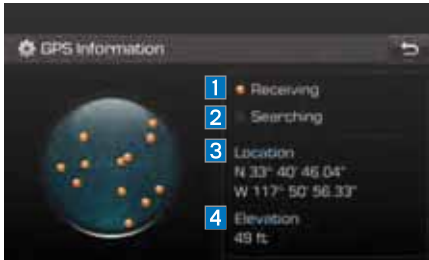 GPS Information
1 Receiving
2 Searching
3 Location
N 33° 40' 46.04"
W 117° 50' 56.33"
4 Elevation
49 ft